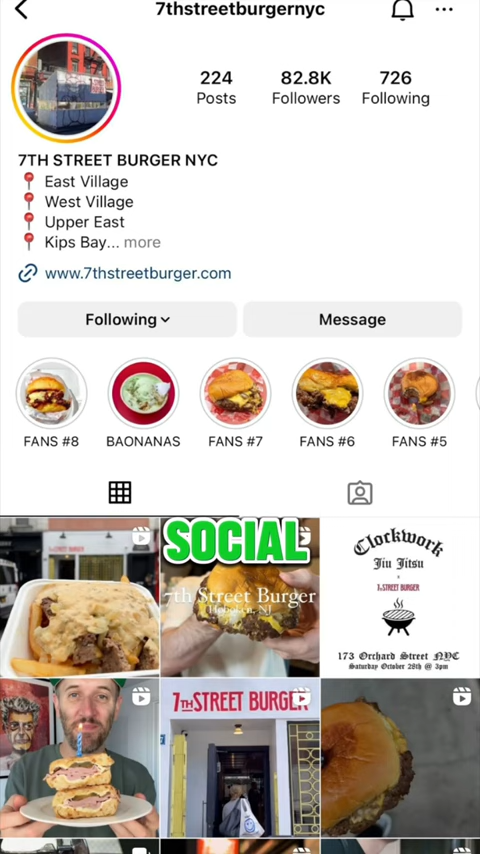 7thstreetburgernyc
224
82.8K
726
Posts
Followers
Following
7TH STREET BURGER NYC
East Village
West Village
Upper East
Kips Bay... more
www.7thstreetburger.com
Following
Message
FANS #8
BAONANAS
FANS #7
FANS #6
FANS #5
SOCIAL
7th Street Burger
Hoboken, NJ
Clockwork
Jiu Jitsu
x
7TH STREET BURGER
173 Orchard Street NYC
Saturday October 28th @ 3pm
7TH STREET BURGER